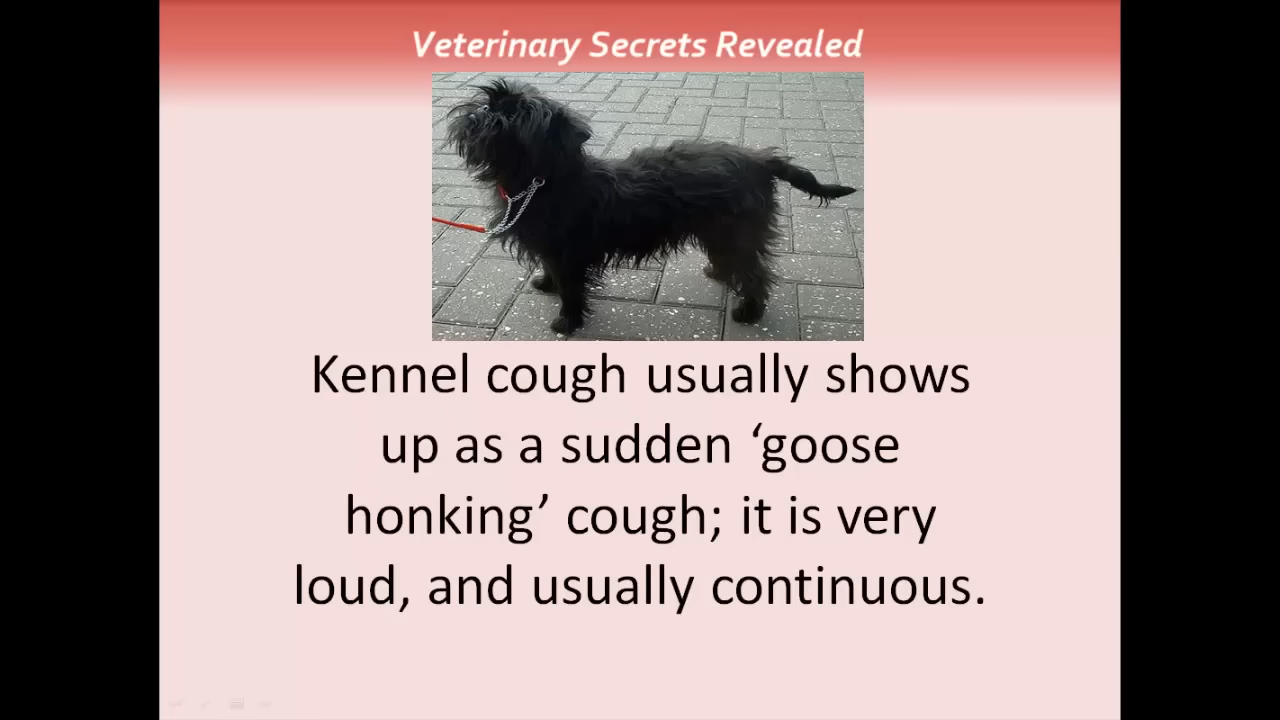 Veterinary Secrets Revealed
Kennel cough usually shows
up as a sudden ‘goose
honking’ cough; it is very
loud, and usually continuous.